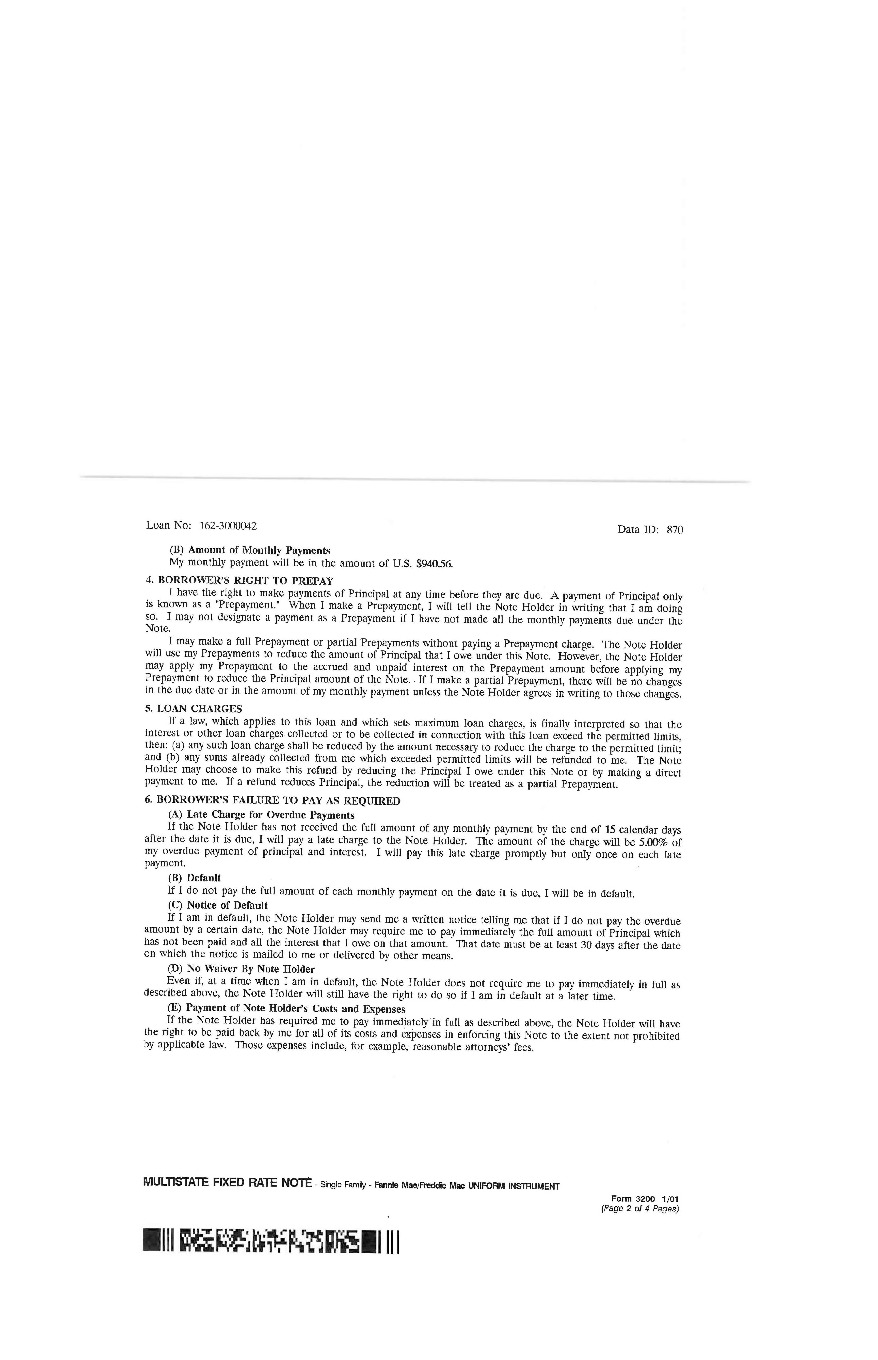 Loan No: 162-3000042
Data ID: 870
(B) Amount of Monthly Payments
My monthly payment will be in the amount of U.S. $940.56.
4. BORROWER'S RIGHT TO PREPAY
I have the right to make payments of Principal at any time before they are due. A payment of Principal only
is known as a "Prepayment." When I make a Prepayment, I will tell the Note Holder in writing that I am doing
so. I may not designate a payment as a Prepayment if I have not made all the monthly payments due under the
Note.
I may make a full Prepayment or partial Prepayments without paying a Prepayment charge. The Note Holder
will use my Prepayments to reduce the amount of Principal that I owe under this Note. However, the Note Holder
may apply my Prepayment to the accrued and unpaid interest on the Prepayment amount before applying my
Prepayment to reduce the Principal amount of the Note. If I make a partial Prepayment, there will be no changes
in the due date or in the amount of my monthly payment unless the Note Holder agrees in writing to those changes.
5. LOAN CHARGES
If a law, which applies to this loan and which sets maximum loan charges, is finally interpreted so that the
interest or other loan charges collected or to be collected in connection with this loan exceed the permitted limits,
then: (a) any such loan charge shall be reduced by the amount necessary to reduce the charge to the permitted limit;
and (b) any sums already collected from me which exceeded permitted limits will be refunded to me. The Note
Holder may choose to make this refund by reducing the Principal I owe under this Note or by making a direct
payment to me. If a refund reduces Principal, the reduction will be treated as a partial Prepayment.
6. BORROWER'S FAILURE TO PAY AS REQUIRED
(A) Late Charge for Overdue Payments
If the Note Holder has not received the full amount of any monthly payment by the end of 15 calendar days
after the date it is due, I will pay a late charge to the Note Holder. The amount of the charge will be 5.00% of
my overdue payment of principal and interest. I will pay this late charge promptly but only once on each late
payment.
(B) Default
If I do not pay the full amount of each monthly payment on the date it is due, I will be in default.
(C) Notice of Default
If I am in default, the Note Holder may send me a written notice telling me that if I do not pay the overdue
amount by a certain date, the Note Holder may require me to pay immediately the full amount of Principal which
has not been paid and all the interest that I owe on that amount. That date must be at least 30 days after the date
on which the notice is mailed to me or delivered by other means.
(D) No Waiver By Note Holder
Even if, at a time when I am in default, the Note Holder does not require me to pay immediately in full as
described above, the Note Holder will still have the right to do so if I am in default at a later time.
(E) Payment of Note Holder's Costs and Expenses
If the Note Holder has required me to pay immediately in full as described above, the Note Holder will have
the right to be paid back by me for all of its costs and expenses in enforcing this Note to the extent not prohibited
by applicable law. Those expenses include, for example, reasonable attorneys' fees.
MULTISTATE FIXED RATE NOTE - Single Family - Fannie Mae/Freddie Mac UNIFORM INSTRUMENT
Form 3200 1/01
(Page 2 of 4 Pages)